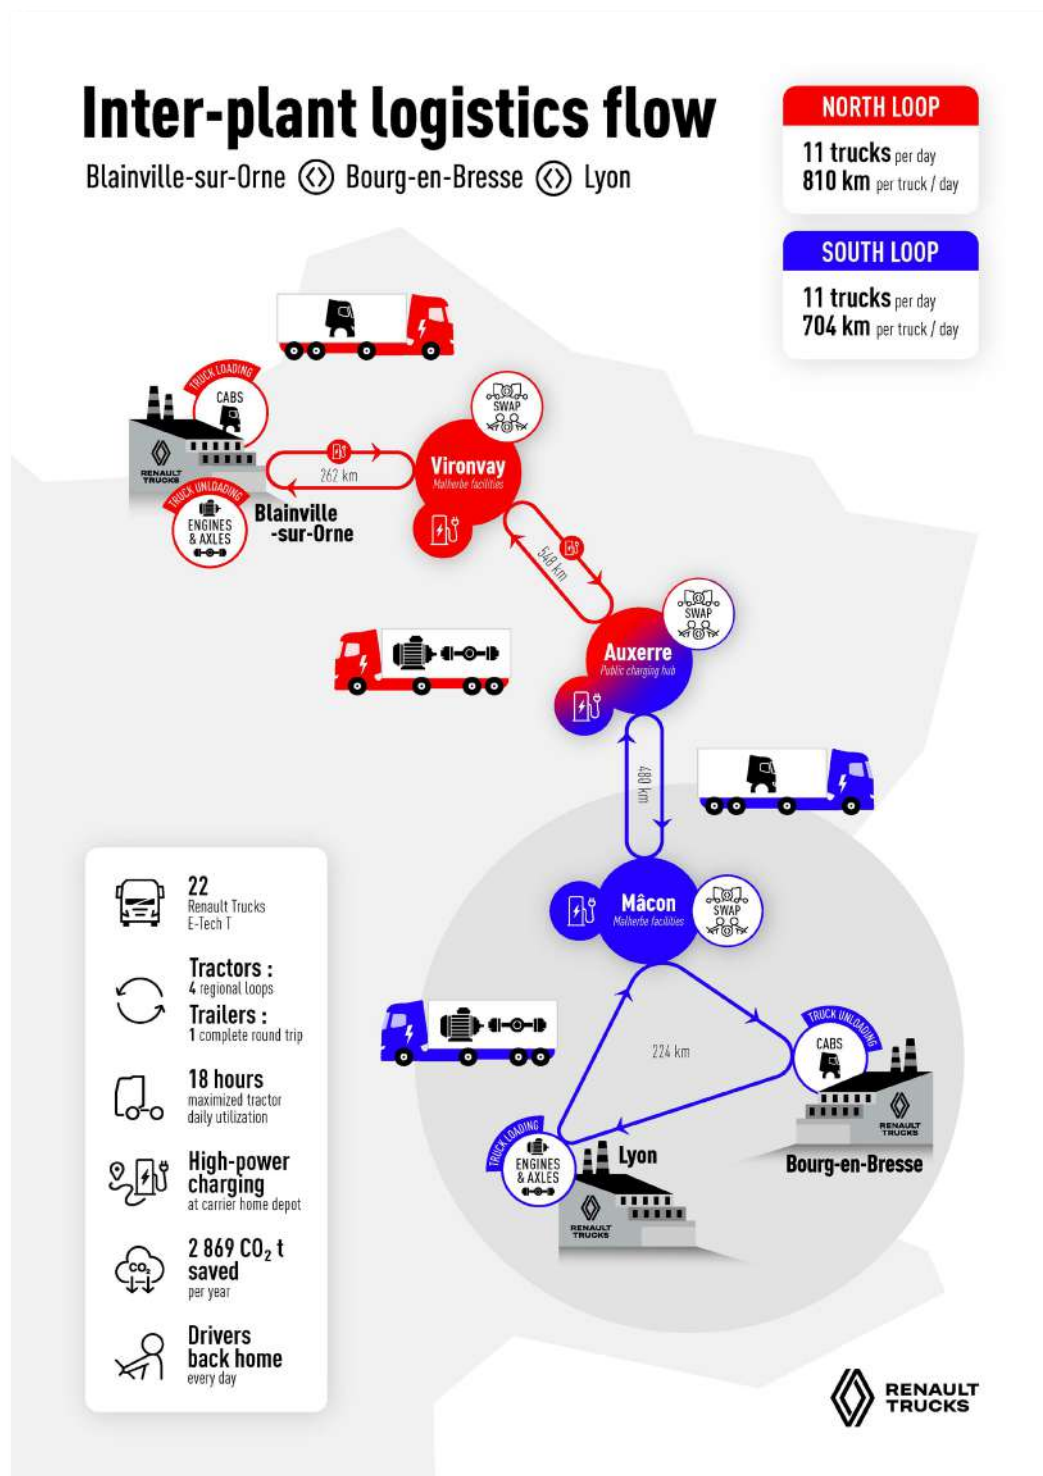 Inter-plant logistics flow
Blainville-sur-Orne Bourg-en-Bresse Lyon
NORTH LOOP
11 trucks per day
810 km per truck / day
SOUTH LOOP
11 trucks per day
704 km per truck / day
TRUCK LOADING
CABS
RENAULT
TRUCKS
TRUCK UNLOADING
ENGINES
& AXLES
Blainville
-sur-Orne
262 km
SWAP
Vironvay
Malherbe facilities
548 km
SWAP
Auxerre
Public charging hub
480 km
Mâcon
Malherbe facilities
SWAP
224 km
TRUCK UNLOADING
CABS
RENAULT
TRUCKS
Bourg-en-Bresse
TRUCK LOADING
ENGINES
& AXLES
Lyon
RENAULT
TRUCKS
22
Renault Trucks
E-Tech T
Tractors :
4 regional loops
Trailers :
1 complete round trip
18 hours
maximized tractor
daily utilization
High-power
charging
at carrier home depot
CO₂
2 869 CO₂ t
saved
per year
Drivers
back home
every day
RENAULT
TRUCKS